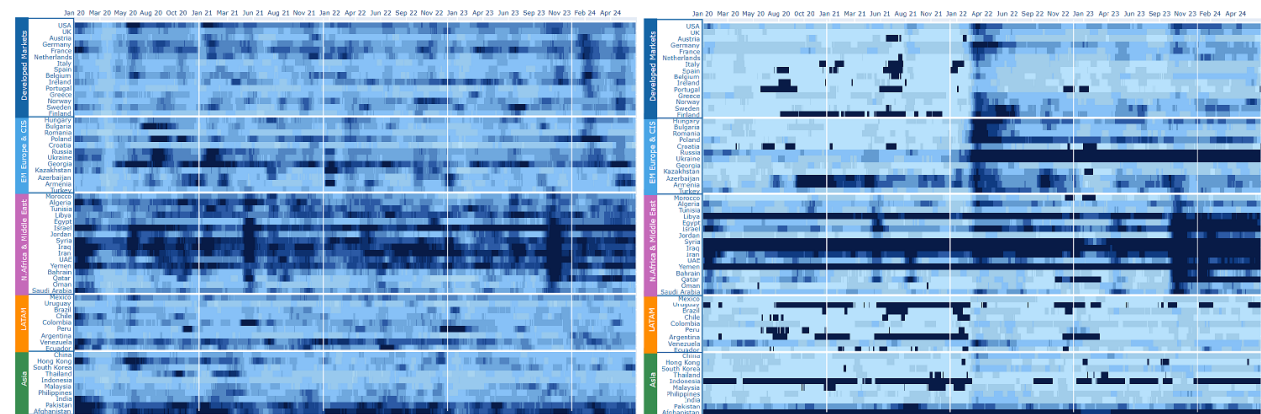 Jan 20 Mar 20 May 20 Aug 20 Oct 20 Jan 21 Mar 21 Jun 21 Aug 21 Nov 21 Jan 22 Apr 22 Jun 22 Sep 22 Nov 22 Jan 23 Apr 23 Jun 23 Sep 23 Nov 23 Feb 24 Apr 24
Developed Markets
USA
UK
Austria
Germany
France
Netherlands
Italy
Spain
Belgium
Ireland
Portugal
Greece
Norway
Sweden
Finland
EM Europe & CIS
Hungary
Bulgaria
Romania
Poland
Croatia
Russia
Ukraine
Georgia
Kazakhstan
Azerbaijan
Armenia
Turkey
N.Africa & Middle East
Morocco
Algeria
Tunisia
Libya
Egypt
Israel
Jordan
Syria
Iraq
Iran
UAE
Yemen
Bahrain
Qatar
Oman
Saudi Arabia
LATAM
Mexico
Uruguay
Brazil
Chile
Colombia
Peru
Argentina
Venezuela
Ecuador
Asia
China
Hong Kong
South Korea
Thailand
Indonesia
Malaysia
Philippines
India
Pakistan
Afghanistan
Jan 20 Mar 20 May 20 Aug 20 Oct 20 Jan 21 Mar 21 Jun 21 Aug 21 Nov 21 Jan 22 Apr 22 Jun 22 Sep 22 Nov 22 Jan 23 Apr 23 Jun 23 Sep 23 Nov 23 Feb 24 Apr 24
Developed Markets
USA
UK
Austria
Germany
France
Netherlands
Italy
Spain
Belgium
Ireland
Portugal
Greece
Norway
Sweden
Finland
EM Europe & CIS
Hungary
Bulgaria
Romania
Poland
Croatia
Russia
Ukraine
Georgia
Kazakhstan
Azerbaijan
Armenia
Turkey
N.Africa & Middle East
Morocco
Algeria
Tunisia
Libya
Egypt
Israel
Jordan
Syria
Iraq
Iran
UAE
Yemen
Bahrain
Qatar
Oman
Saudi Arabia
LATAM
Mexico
Uruguay
Brazil
Chile
Colombia
Peru
Argentina
Venezuela
Ecuador
Asia
China
Hong Kong
South Korea
Thailand
Indonesia
Malaysia
Philippines
India
Pakistan
Afghanistan